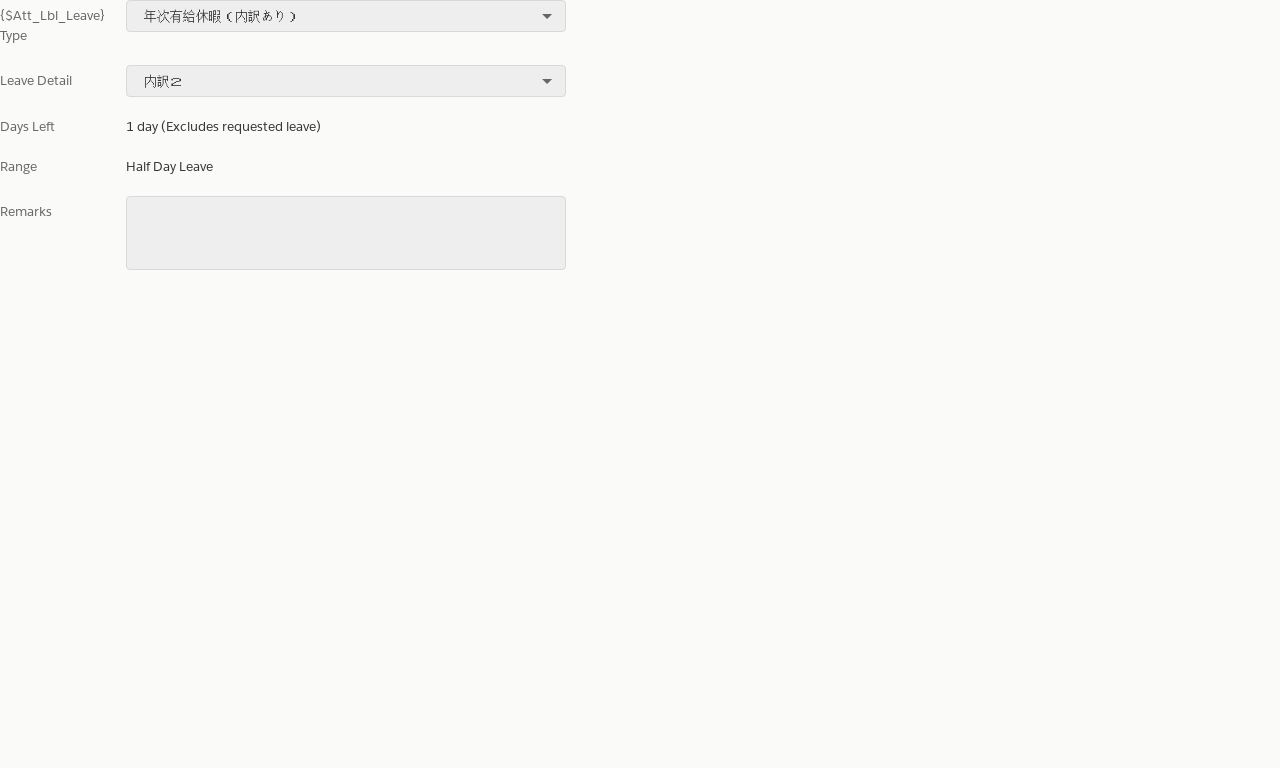 {$Att_Lbl_Leave} Type
年次有給休暇（内訳あり）
Leave Detail
内訳2
Days Left
1 day (Excludes requested leave)
Range
Half Day Leave
Remarks